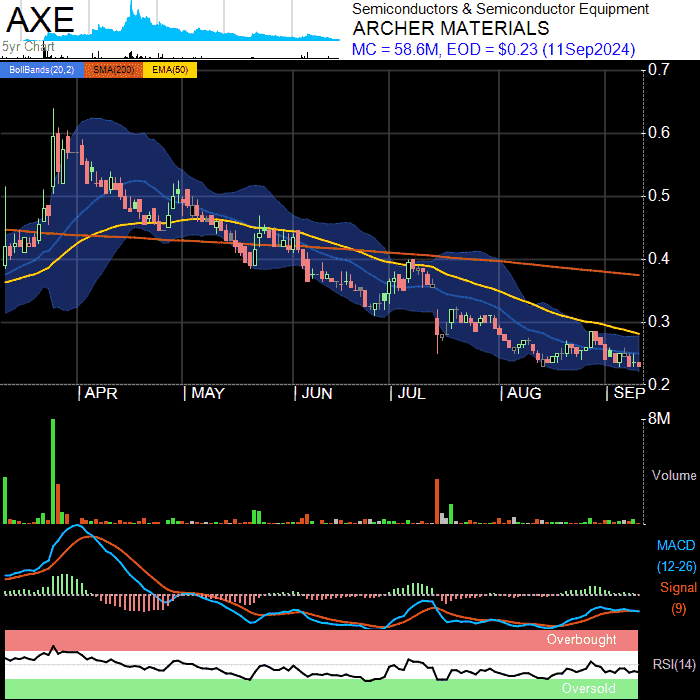 AXE
5yr Chart
Semiconductors & Semiconductor Equipment
ARCHER MATERIALS
MC = 58.6M, EOD = $0.23 (11Sep2024)
BollBands(20,2) SMA(200) EMA(50)
0.7
0.6
0.5
0.4
0.3
0.2
APR MAY JUN JUL AUG SEP
8M
Volume
MACD
(12-26)
Signal
(9)
Overbought
RSI(14)
Oversold